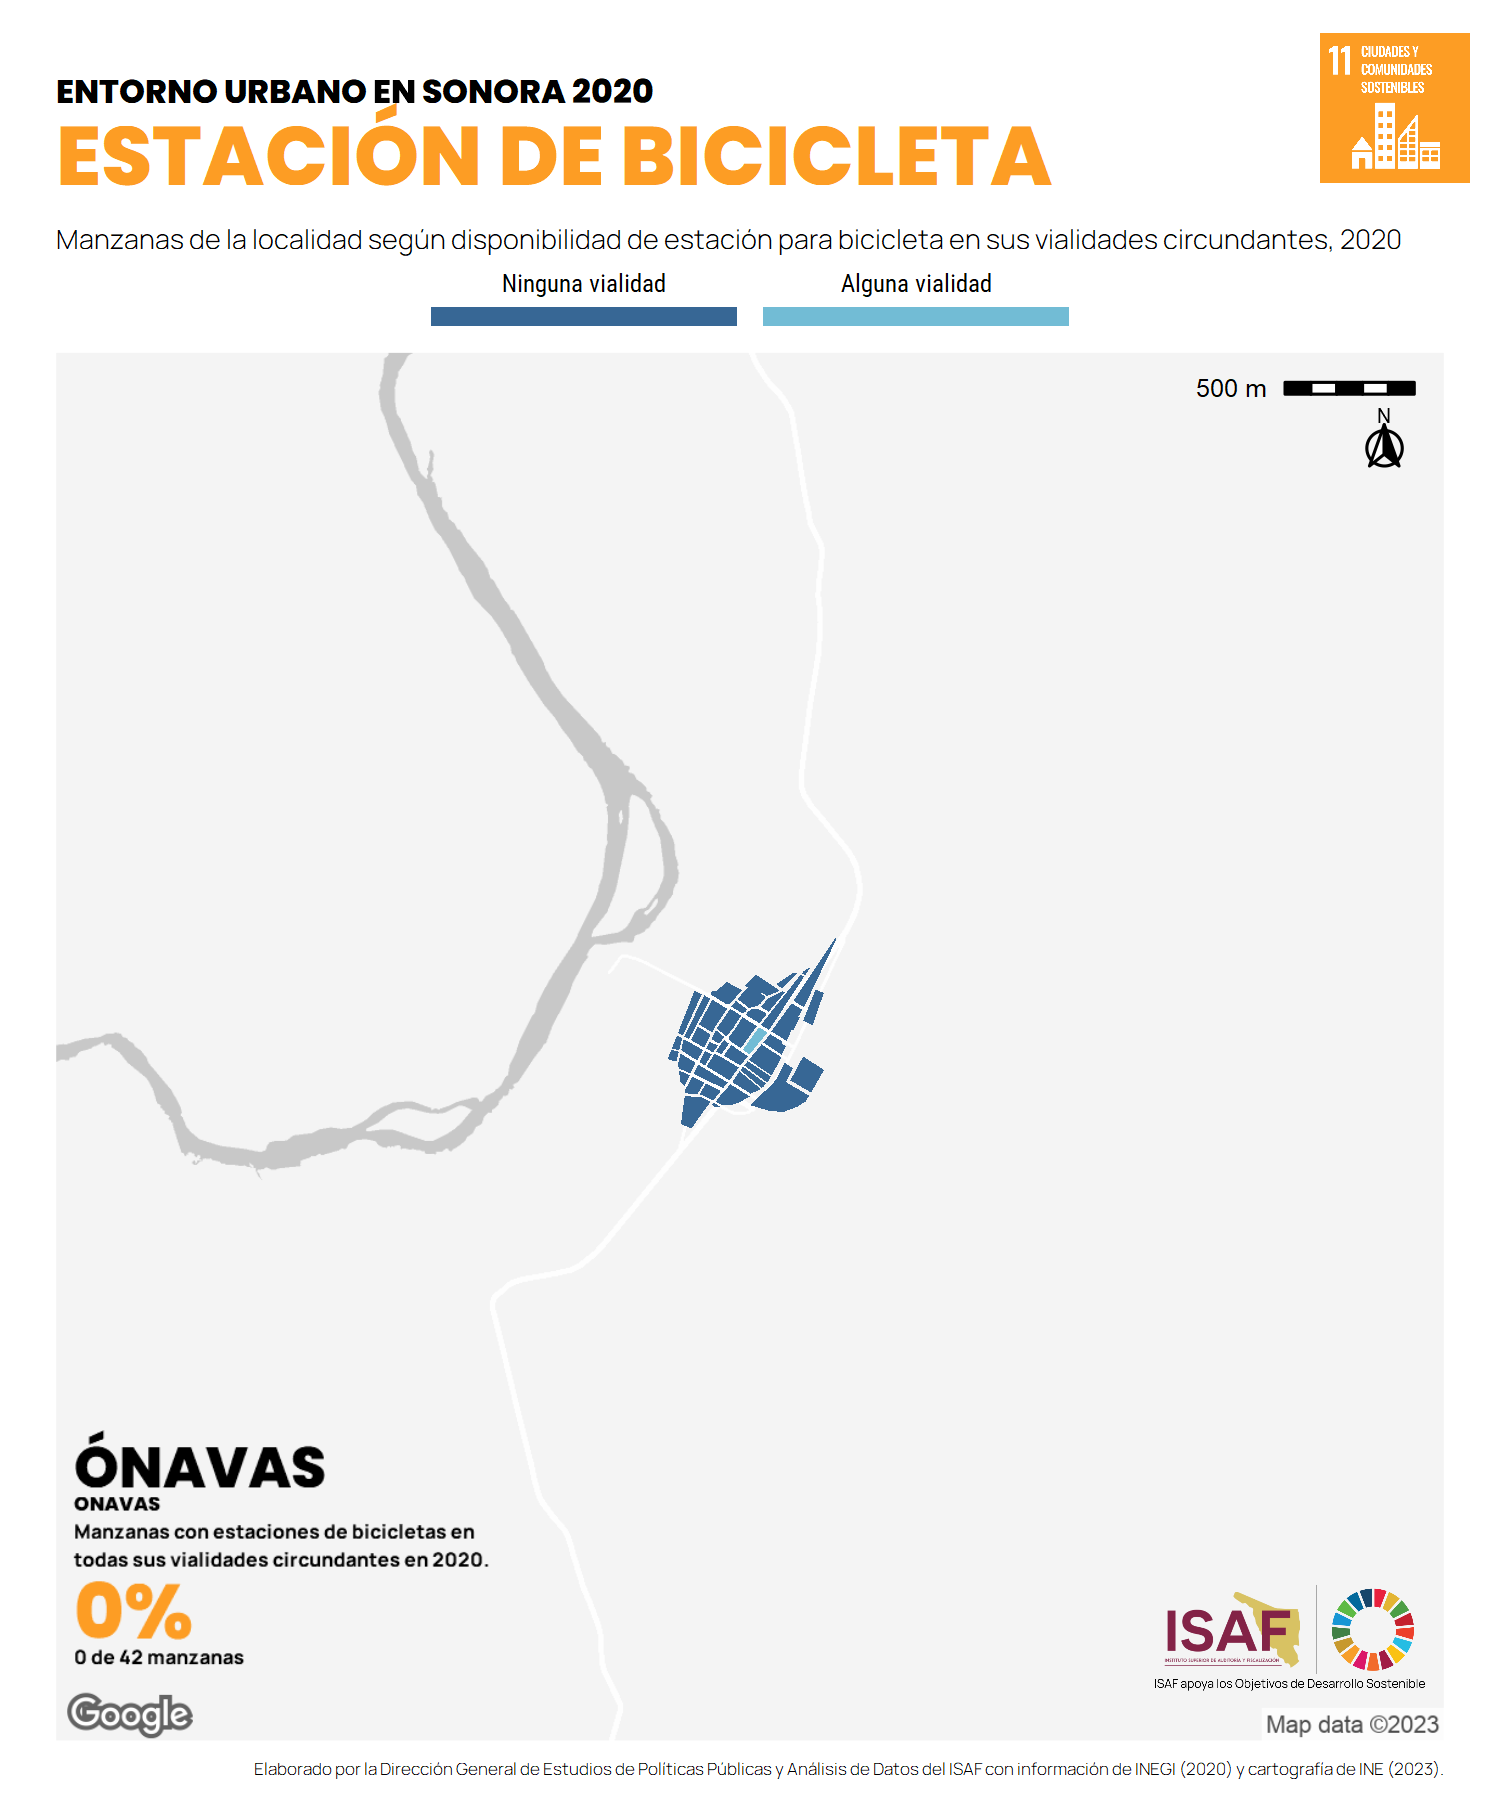 ENTORNO URBANO EN SONORA 2020
ESTACIÓN DE BICICLETA
11 CIUDADES Y
COMUNIDADES
SOSTENIBLES
Manzanas de la localidad según disponibilidad de estación para bicicleta en sus vialidades circundantes, 2020
Ninguna vialidad Alguna vialidad
500 m
N
ÓNAVAS
ONAVAS
Manzanas con estaciones de bicicletas en
todas sus vialidades circundantes en 2020.
0%
0 de 42 manzanas
Google
ISAF
INSTITUTO SUPERIOR DE AUDITORÍA Y FISCALIZACIÓN
ISAF apoya los Objetivos de Desarrollo Sostenible
Map data ©2023
Elaborado por la Dirección General de Estudios de Políticas Públicas y Análisis de Datos del ISAF con información de INEGI (2020) y cartografía de INE (2023).